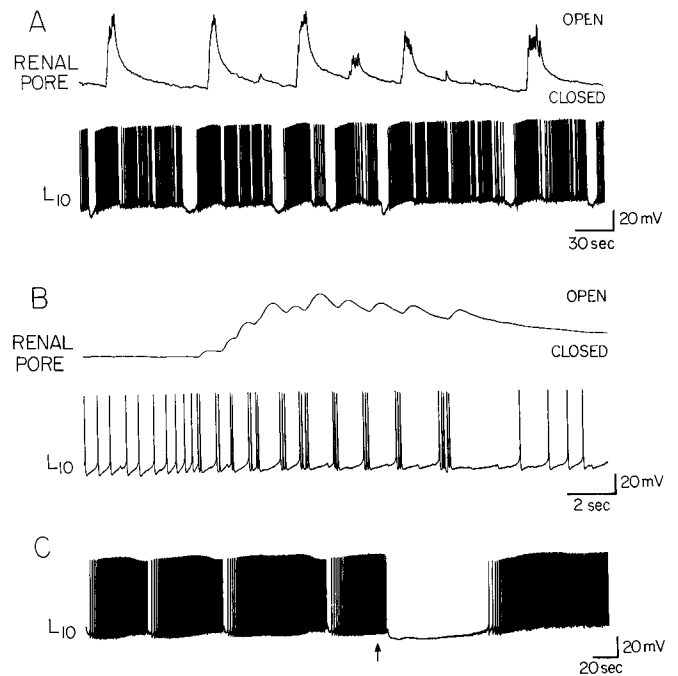 A
OPEN
RENAL
PORE
CLOSED
L10
20 mV
30 sec
B
OPEN
RENAL
PORE
CLOSED
L10
20 mV
2 sec
C
L10
20 mV
20 sec